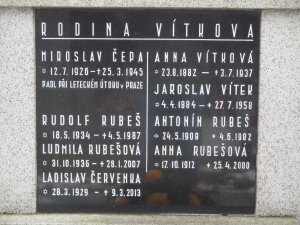 RODINA VÍTKOVA
MIROSLAV ČEPA
☆ 12.7.1926 - ✝ 25.3.1945
PADL PŘI LETECKÉM ÚTOKU V PRAZE
RUDOLF RUBEŠ
☆ 18.5.1934 - ✝ 4.5.1987
LUDMILA RUBEŠOVÁ
☆ 31.10.1936 - ✝ 28.1.2007
LADISLAV ČERVENKA
☆ 28.3.1929 - ✝ 9.3.2013
ANNA VÍTKOVÁ
☆ 23.8.1882 - ✝ 3.7.1937
JAROSLAV VÍTEK
☆ 4.4.1884 - ✝ 27.7.1958
ANTONÍN RUBEŠ
☆ 24.5.1908 - ✝ 4.6.1982
ANNA RUBEŠOVÁ
☆ 17.10.1912 - ✝ 25.4.2000